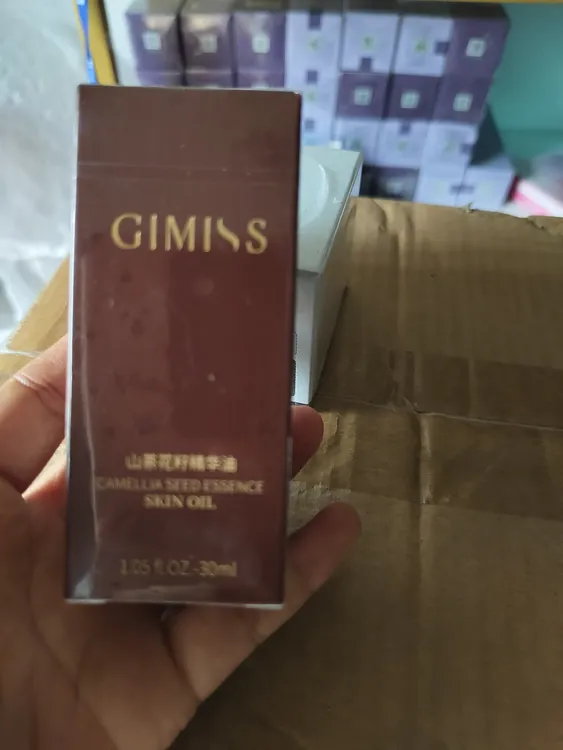 GIMISS
山茶花籽精华油
CAMELLIA SEED ESSENCE
SKIN OIL
1.05 fl.OZ.-30ml